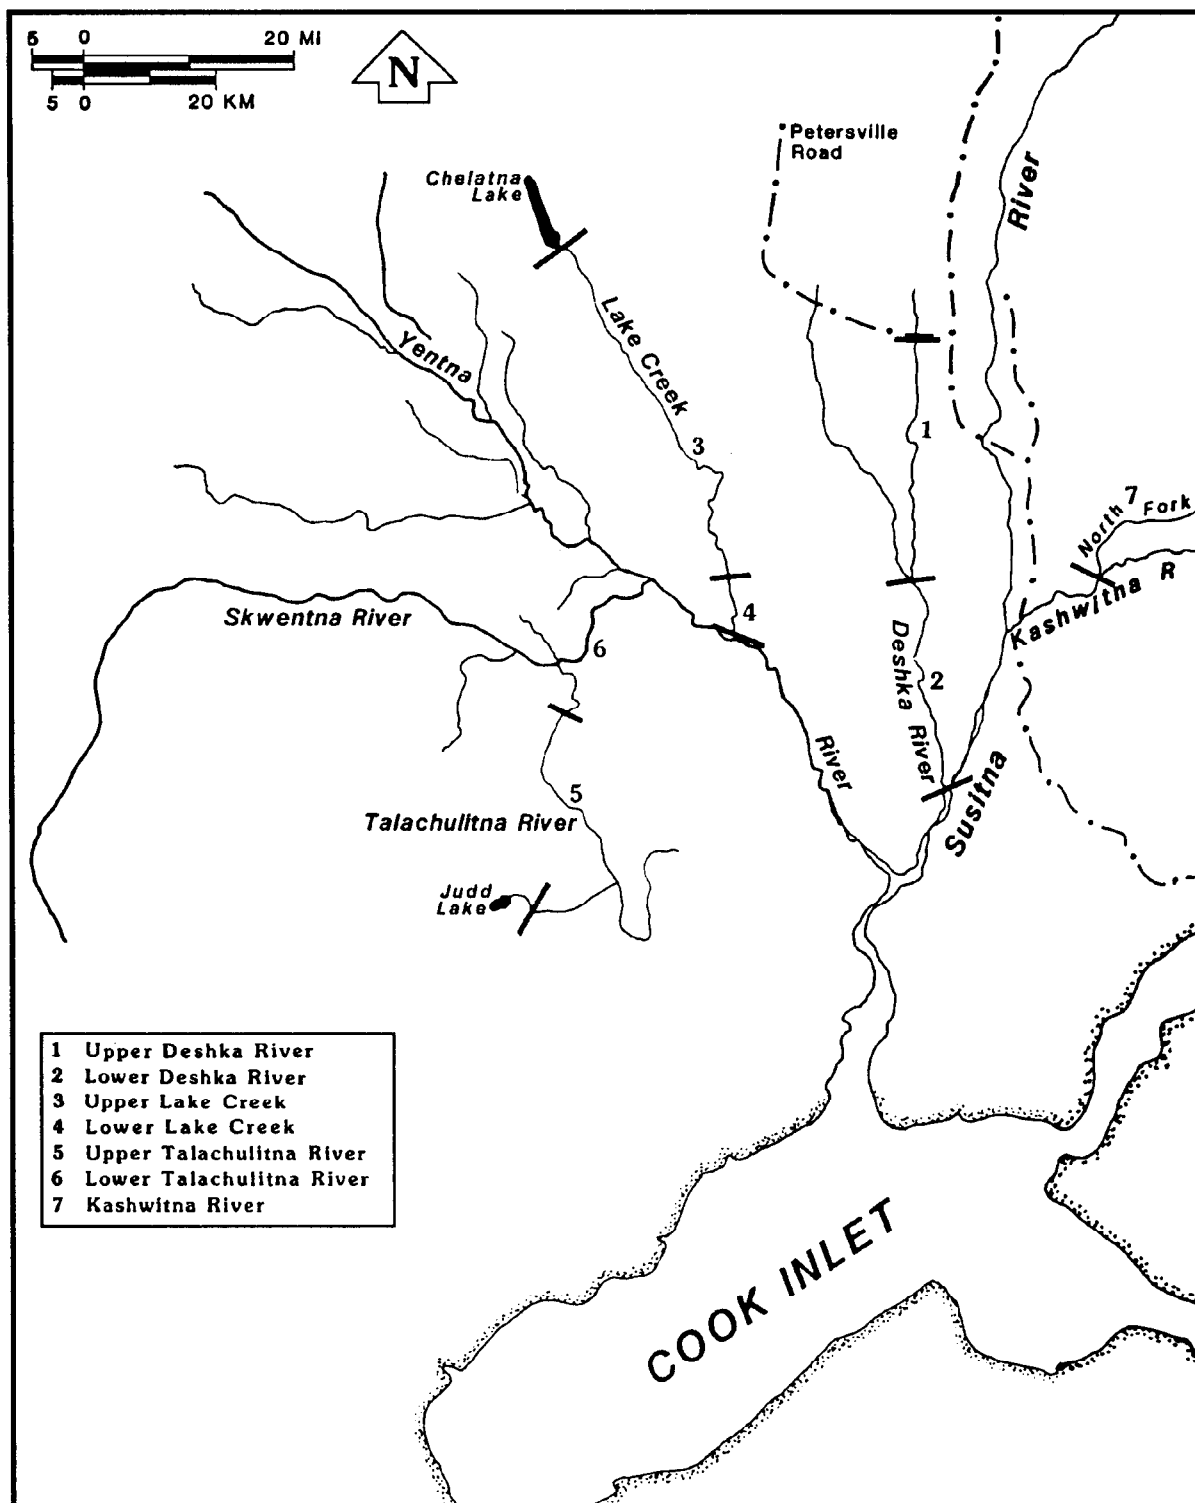 5 0 20 MI
5 0 20 KM
N
Petersville
Road
River
Chelatna
Lake
Lake Creek
Yentna
1
3
7
North Fork
Kashwitna R
Skwentna River
4
6
Deshka River
2
River
Susitna
5
Talachulitna River
Judd
Lake
1 Upper Deshka River
2 Lower Deshka River
3 Upper Lake Creek
4 Lower Lake Creek
5 Upper Talachulitna River
6 Lower Talachulitna River
7 Kashwitna River
COOK INLET